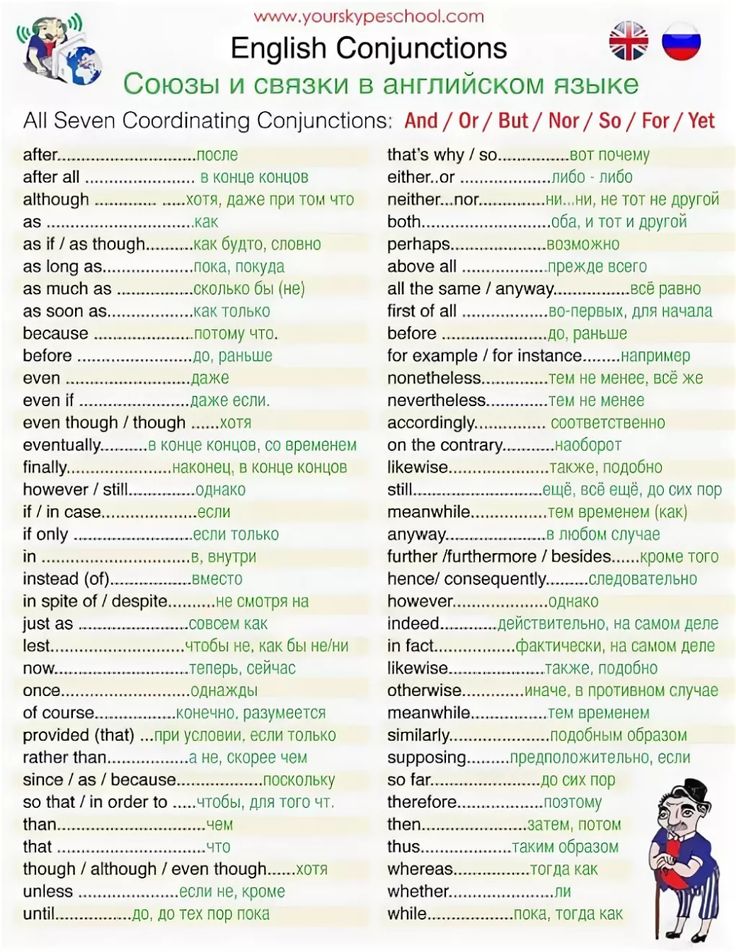 www.yourskypeschool.com
English Conjunctions
Союзы и связки в английском языке
All Seven Coordinating Conjunctions: And / Or / But / Nor / So / For / Yet
after...............................после
after all ........................ в конце концов
although ............. .....хотя, даже при том что
as ..................................как
as if / as though..........как будто, словно
as long as....................пока, покуда
as much as .................сколько бы (не)
as soon as...................как только
because ......................потому что.
before .........................до, раньше
even ............................даже
even if .........................даже если.
even though / though ......хотя
eventually..........в конце концов, со временем
finally.......................наконец, в конце концов
however / still.....................однако
if / in case.....................если
if only ..........................если только
in ...........................в, внутри
instead (of)..................вместо
in spite of / despite..........не смотря на
just as .........................совсем как
lest.............................чтобы не, как бы не/ни
now............................теперь, сейчас
once............................однажды
of course..................конечно, разумеется
provided (that) ...при условии, если только
rather than..................а не, скорее чем
since / as / because...................поскольку
so that / in order to .....чтобы, для того чт.
than.................................чем
that .................................что
though / although / even though......хотя
unless ......................если не, кроме
until.................до, до тех пор пока
that's why / so................вот почему
either..or .....................либо - либо
neither...nor...............ни...ни, не тот не другой
both............................оба, и тот и другой
perhaps.....................возможно
above all ...................прежде всего
all the same / anyway.................всё равно
first of all ...................во-первых, для начала
before .......................до, раньше
for example / for instance........например
nonetheless...............тем не менее, всё же
nevertheless..............тем не менее
accordingly................ соответственно
on the contrary...........наоборот
likewise......................также, подобно
still............................ещё, всё ещё, до сих пор
meanwhile.................тем временем (как)
anyway......................в любом случае
further /furthermore / besides......кроме того
hence/ consequently.........следовательно
however.....................однако
indeed............действительно, на самом деле
in fact..................фактически, на самом деле
likewise......................также, подобно
otherwise..............иначе, в противном случае
meanwhile.................тем временем
similarly...................подобным образом
supposing.........предположительно, если
so far........................до сих пор
therefore...................поэтому
then..........................затем, потом
thus....................таким образом
whereas.................тогда как
whether.....................ли
while...................пока, тогда как